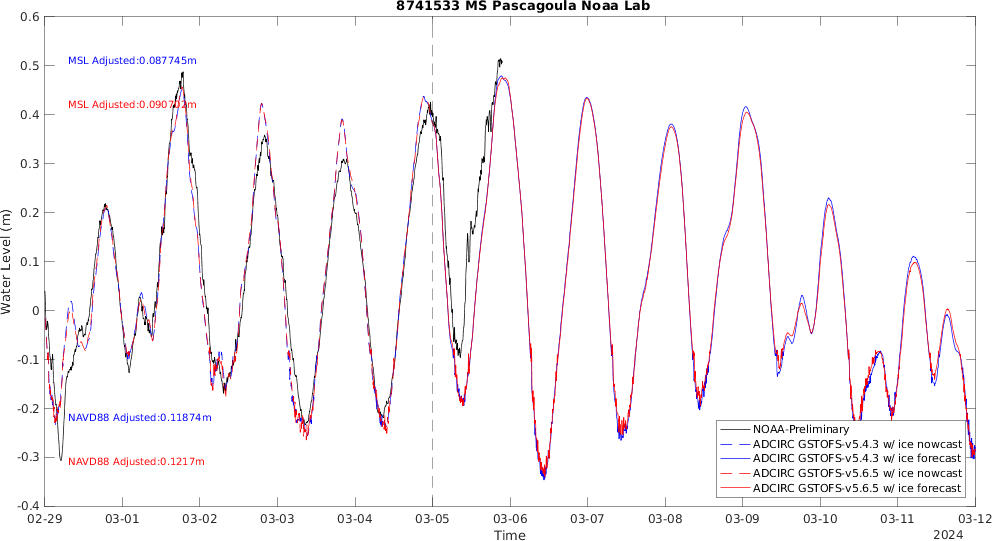 8741533 MS Pascagoula Noaa Lab
0.6
0.5
0.4
0.3
0.2
0.1
0
-0.1
-0.2
-0.3
-0.4
Water Level (m)
MSL Adjusted:0.087745m
MSL Adjusted:0.090702m
NAVD88 Adjusted:0.11874m
NAVD88 Adjusted:0.1217m
NOAA-Preliminary
ADCIRC GSTOFS-v5.4.3 w/ ice nowcast
ADCIRC GSTOFS-v5.4.3 w/ ice forecast
ADCIRC GSTOFS-v5.6.5 w/ ice nowcast
ADCIRC GSTOFS-v5.6.5 w/ ice forecast
02-29 03-01 03-02 03-03 03-04 03-05 03-06 03-07 03-08 03-09 03-10 03-11 03-12
Time
2024